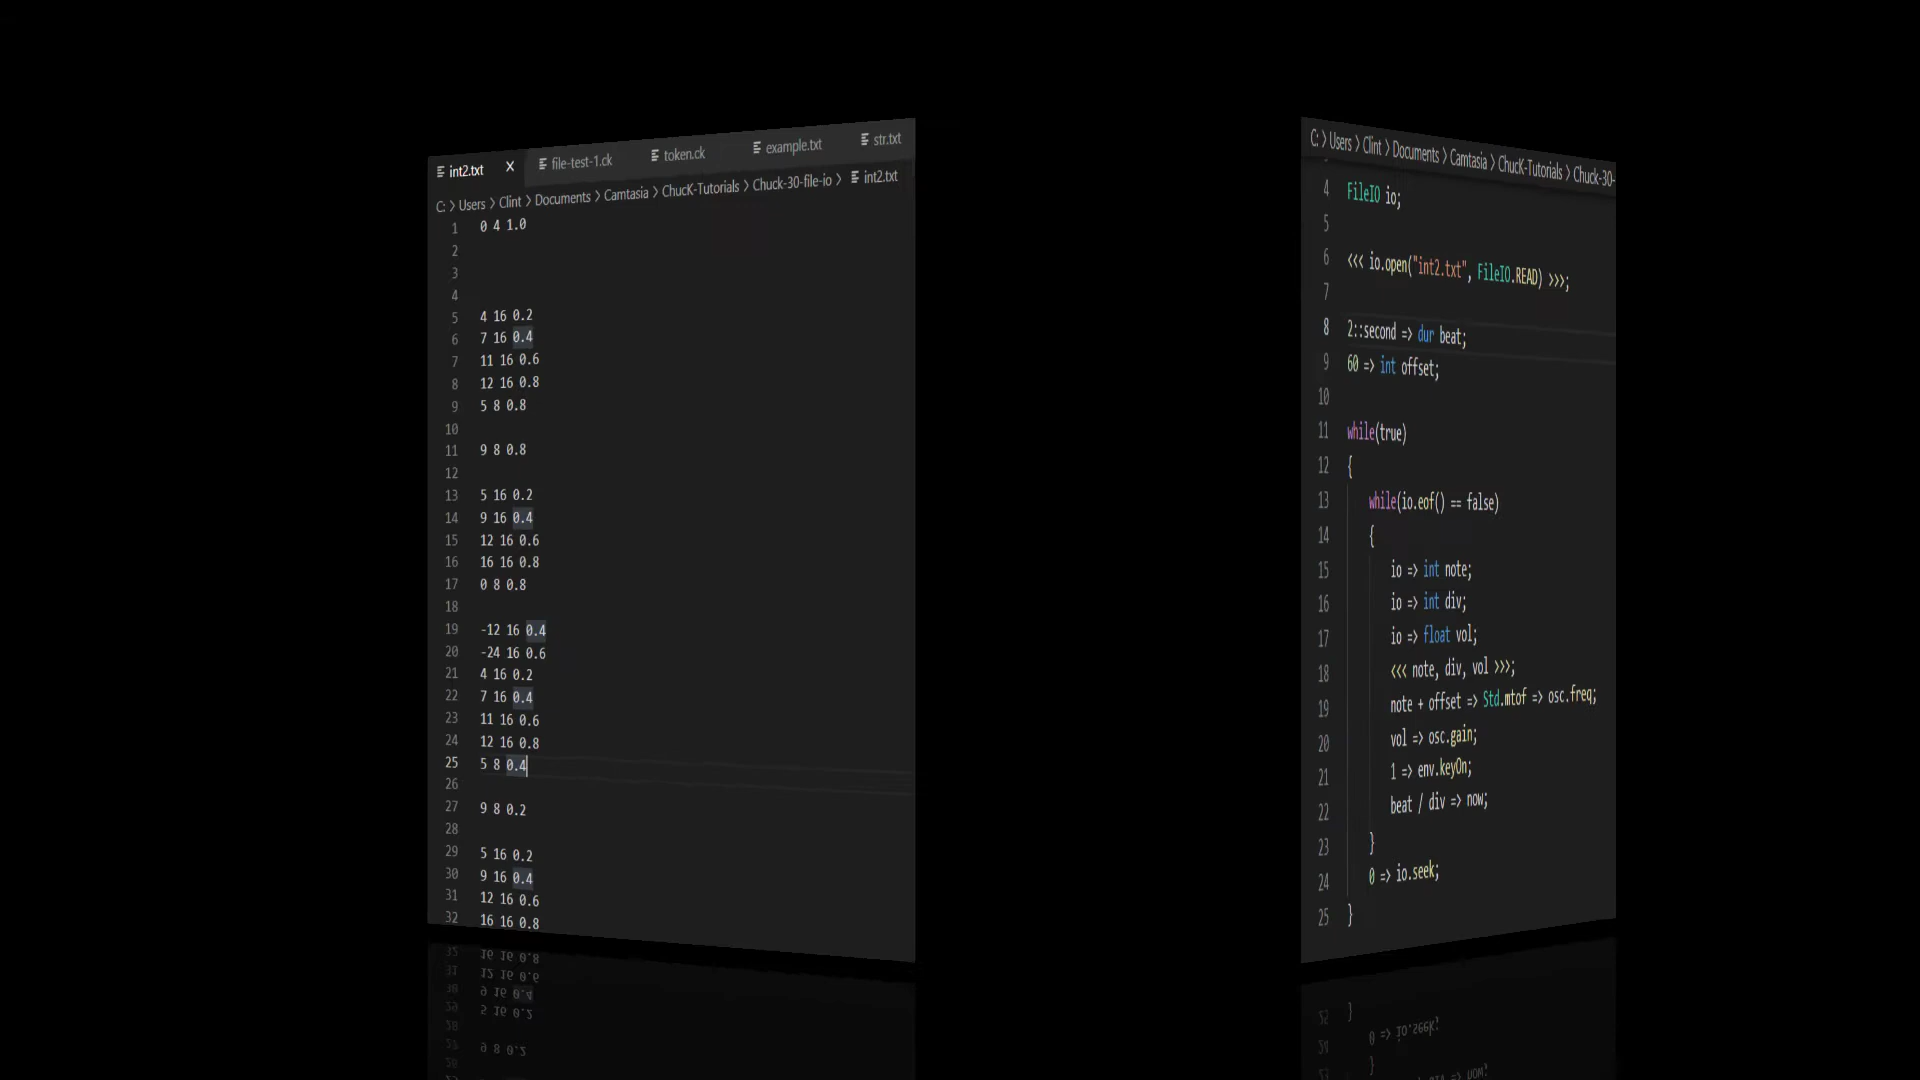 int2.txt × file-test-1.ck token.ck example.txt str.txt
C: > Users > Clint > Documents > Camtasia > ChucK-Tutorials > Chuck-30-file-io > int2.txt
1 0 4 1.0
2
3
4
5 4 16 0.2
6 7 16 0.4
7 11 16 0.6
8 12 16 0.8
9 5 8 0.8
10
11 9 8 0.8
12
13 5 16 0.2
14 9 16 0.4
15 12 16 0.6
16 16 16 0.8
17 0 8 0.8
18
19 -12 16 0.4
20 -24 16 0.6
21 4 16 0.2
22 7 16 0.4
23 11 16 0.6
24 12 16 0.8
25 5 8 0.4
26
27 9 8 0.2
28
29 5 16 0.2
30 9 16 0.4
31 12 16 0.6
32 16 16 0.8
C: > Users > Clint > Documents > Camtasia > ChucK-Tutorials > Chuck-30-
4 FileIO io;
5
6 <<< io.open("int2.txt", FileIO.READ) >>>;
7
8 2::second => dur beat;
9 60 => int offset;
10
11 while(true)
12 {
13 while(io.eof() == false)
14 {
15 io => int note;
16 io => int div;
17 io => float vol;
18 <<< note, div, vol >>>;
19 note + offset => Std.mtof => osc.freq;
20 vol => osc.gain;
21 1 => env.keyOn;
22 beat / div => now;
23 }
24 0 => io.seek;
25 }